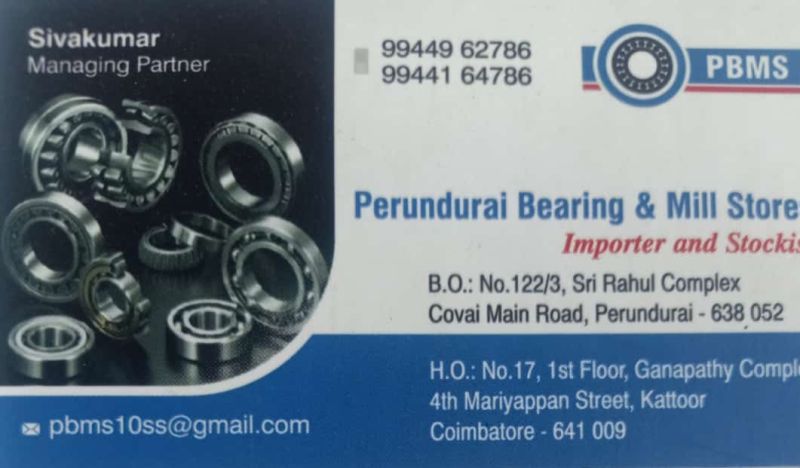 Sivakumar
Managing Partner
99449 62786
99441 64786
PBMS
Perundurai Bearing & Mill Store
Importer and Stockis
B.O.: No.122/3, Sri Rahul Complex
Covai Main Road, Perundurai - 638 052
H.O.: No.17, 1st Floor, Ganapathy Comple
4th Mariyappan Street, Kattoor
Coimbatore - 641 009
pbms10ss@gmail.com